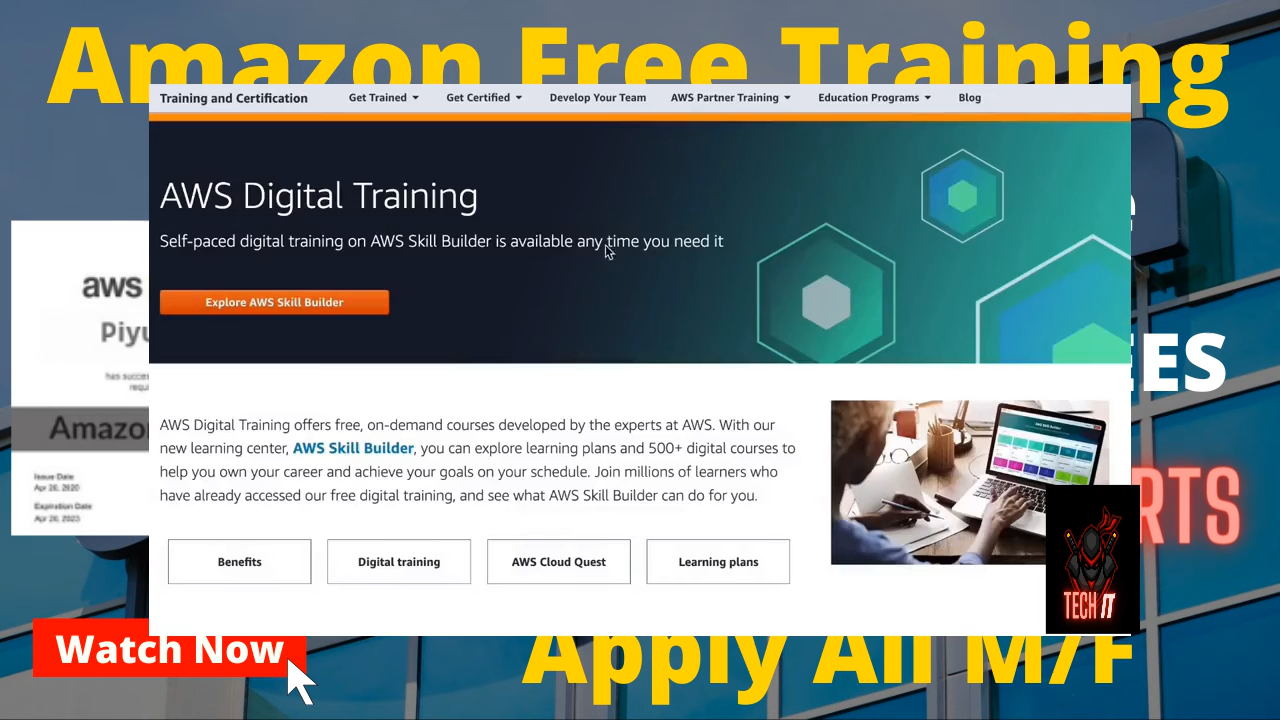 Amazon Free Training
Training and Certification
Get Trained
Get Certified
Develop Your Team
AWS Partner Training
Education Programs
Blog
AWS Digital Training
Self-paced digital training on AWS Skill Builder is available any time you need it
Explore AWS Skill Builder
aws
has
Issue Date
Apr 26, 2020
Expiration Date
Apr 26, 2023
AWS Digital Training offers free, on-demand courses developed by the experts at AWS. With our
new learning center, AWS Skill Builder, you can explore learning plans and 500+ digital courses to
help you own your career and achieve your goals on your schedule. Join millions of learners who
have already accessed our free digital training, and see what AWS Skill Builder can do for you.
Benefits
Digital training
AWS Cloud Quest
Learning plans
TECH IT
Watch Now
Apply All M/F